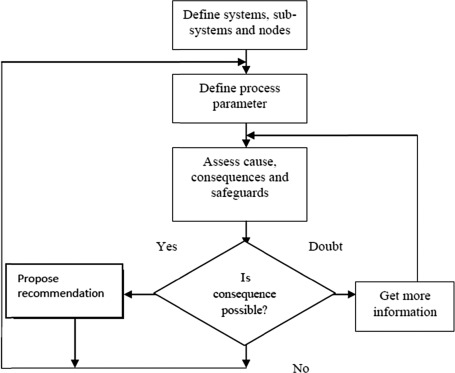 Define systems, sub-
systems and nodes
Define process
parameter
Assess cause,
consequences and
safeguards
Yes
Doubt
Is
consequence
possible?
Propose
recommendation
Get more
information
No